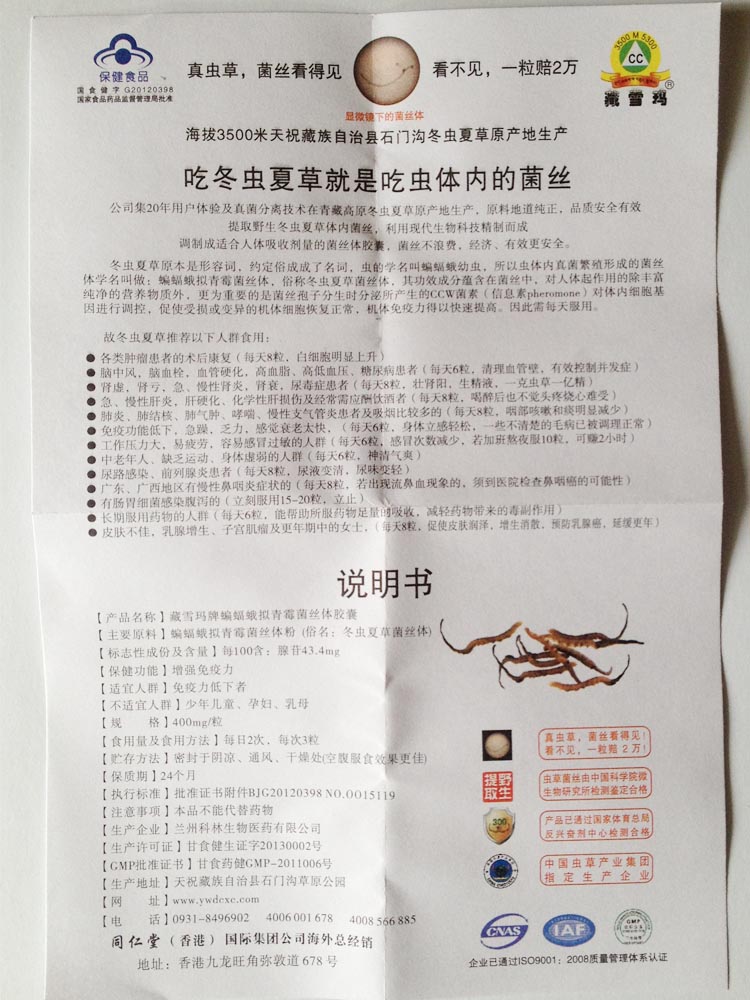 保健食品
国食健字G20120398
国家食品药品监督管理局批准
真虫草，菌丝看得见
看不见，一粒赔2万
显微镜下的菌丝体
3500 M 5300
CC
藏雪玛®
海拔3500米天祝藏族自治县石门沟冬虫夏草原产地生产
吃冬虫夏草就是吃虫体内的菌丝
公司集20年用户体验及真菌分离技术在青藏高原冬虫夏草原产地生产，原料地道纯正，品质安全有效
提取野生冬虫夏草体内菌丝，利用现代生物科技精制而成
调制成适合人体吸收剂量的菌丝体胶囊，菌丝不浪费，经济、有效更安全。
冬虫夏草原本是形容词，约定俗成成了名词，虫的学名叫蝙蝠蛾幼虫，所以虫体内真菌繁殖形成的菌丝
体学名叫做：蝙蝠蛾拟青霉菌丝体，俗称冬虫夏草菌丝体，其功效成分蕴含在菌丝中，对人体起作用的除丰富
纯净的营养物质外，更为重要的是菌丝孢子分生时分泌所产生的CCW菌素（信息素pheromone）对体内细胞基
因进行调控，促使受损或变异的机体细胞恢复正常，机体免疫力得以快速提高。因此需每天服用。
故冬虫夏草推荐以下人群食用：
● 各类肿瘤患者的术后康复（每天8粒，白细胞明显上升）
● 脑中风，脑血栓，血管硬化，高血脂、高低血压、糖尿病患者（每天6粒，清理血管壁，有效控制并发症）
● 肾虚，肾亏，急、慢性肾炎，肾衰，尿毒症患者（每天8粒，壮肾阳，生精液，一克虫草一亿精）
● 急、慢性肝炎，肝硬化、化学性肝损伤及经常需应酬饮酒者（每天8粒，喝醉后也不觉头疼烧心难受）
● 肺炎、肺结核、肺气肿、哮喘、慢性支气管炎患者及吸烟比较多的（每天8粒，咽部咳嗽和痰明显减少）
● 免疫功能低下，急躁，乏力，感觉衰老太快，（每天6粒，身体立感轻松，一些不清楚的毛病已被调理正常）
● 工作压力大，易疲劳，容易感冒过敏的人群（每天6粒，感冒次数减少，若加班熬夜服10粒，可赚2小时）
● 中老年人、缺乏运动、身体虚弱的人群（每天6粒，神清气爽）
● 尿路感染、前列腺炎患者（每天8粒，尿液变清，尿味变轻）
● 广东、广西地区有慢性鼻咽炎症状的（每天8粒，若出现流鼻血现象的，须到医院检查鼻咽癌的可能性）
● 有肠胃细菌感染腹泻的（立刻服用15-20粒，立止）
● 长期服用药物的人群（每天6粒，能帮助所服药物足量的吸收，减轻药物带来的毒副作用）
● 皮肤不佳，乳腺增生、子宫肌瘤及更年期中的女士，（每天8粒，促使皮肤润泽，增生消散，预防乳腺癌，延缓更年）
说明书
【产品名称】藏雪玛牌蝙蝠蛾拟青霉菌丝体胶囊
【主要原料】蝙蝠蛾拟青霉菌丝体粉（俗名：冬虫夏草菌丝体）
【标志性成份及含量】每100含：腺苷43.4mg
【保健功能】增强免疫力
【适宜人群】免疫力低下者
【不适宜人群】少年儿童、孕妇、乳母
【规 格】400mg/粒
【食用量及食用方法】每日2次，每次3粒
【贮存方法】密封于阴凉、通风、干燥处(空腹服食效果更佳)
【保质期】24个月
【执行标准】批准证书附件BJG20120398 NO.0015119
【注意事项】本品不能代替药物
【生产企业】兰州科林生物医药有限公司
【生产许可证】甘食健生证字20130002号
【GMP批准证书】甘食药健GMP-2011006号
【生产地址】天祝藏族自治县石门沟草原公园
【网 址】www.ywdcxc.com
【电 话】0931-8496902 4006 001 678 4008 566 885
同仁堂（香港）国际集团公司海外总经销
地址：香港九龙旺角弥敦道 678 号
真虫草，菌丝看得见！
看不见，一粒赔 2 万！
野生
提取
虫草菌丝由中国科学院微
生物研究所检测鉴定合格
300
产品已通过国家体育总局
反兴奋剂中心检测合格
中国虫草产业集团
指定生产企业
CNAS
IAF
GMP
企业已通过ISO9001：2008质量管理体系认证